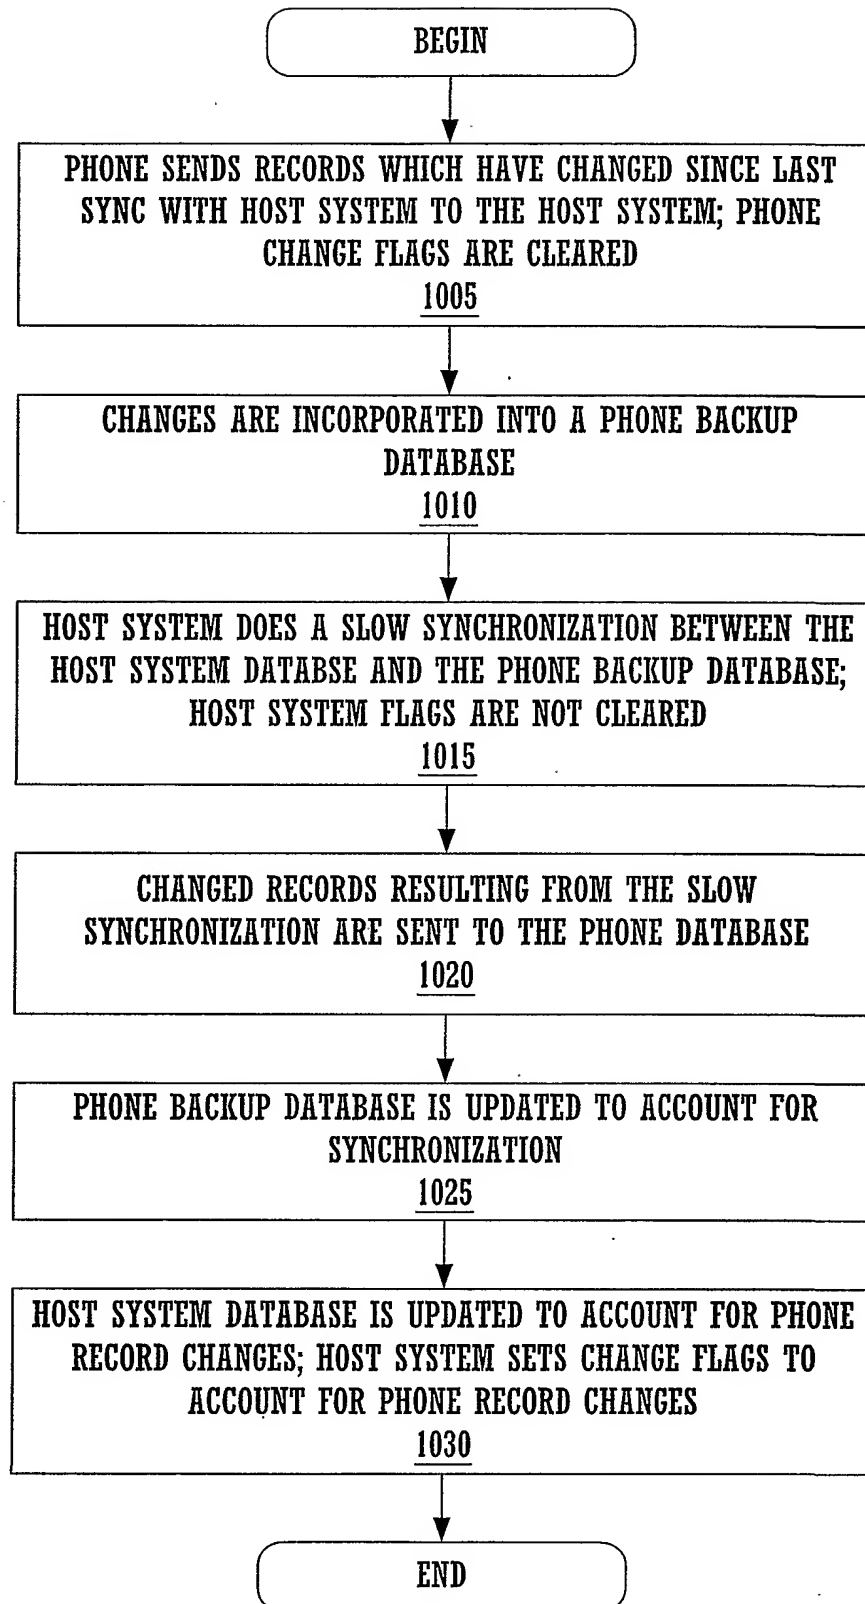 BEGIN
PHONE SENDS RECORDS WHICH HAVE CHANGED SINCE LAST
SYNC WITH HOST SYSTEM TO THE HOST SYSTEM; PHONE
CHANGE FLAGS ARE CLEARED
1005
CHANGES ARE INCORPORATED INTO A PHONE BACKUP
DATABASE
1010
HOST SYSTEM DOES A SLOW SYNCHRONIZATION BETWEEN THE
HOST SYSTEM DATABSE AND THE PHONE BACKUP DATABASE;
HOST SYSTEM FLAGS ARE NOT CLEARED
1015
CHANGED RECORDS RESULTING FROM THE SLOW
SYNCHRONIZATION ARE SENT TO THE PHONE DATABASE
1020
PHONE BACKUP DATABASE IS UPDATED TO ACCOUNT FOR
SYNCHRONIZATION
1025
HOST SYSTEM DATABASE IS UPDATED TO ACCOUNT FOR PHONE
RECORD CHANGES; HOST SYSTEM SETS CHANGE FLAGS TO
ACCOUNT FOR PHONE RECORD CHANGES
1030
END